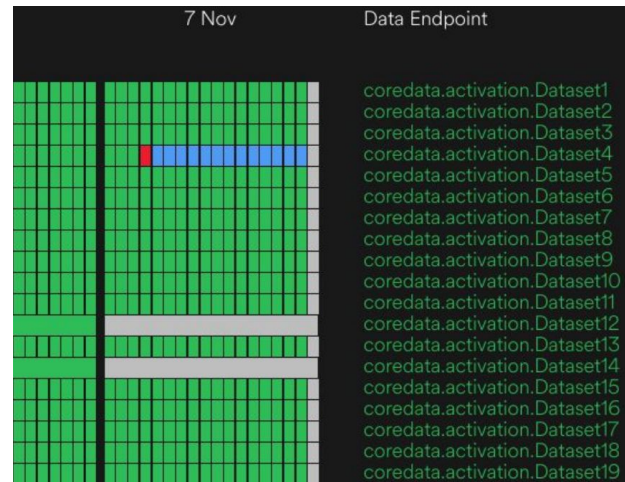 7 Nov Data Endpoint
coredata.activation.Dataset1
coredata.activation.Dataset2
coredata.activation.Dataset3
coredata.activation.Dataset4
coredata.activation.Dataset5
coredata.activation.Dataset6
coredata.activation.Dataset7
coredata.activation.Dataset8
coredata.activation.Dataset9
coredata.activation.Dataset10
coredata.activation.Dataset11
coredata.activation.Dataset12
coredata.activation.Dataset13
coredata.activation.Dataset14
coredata.activation.Dataset15
coredata.activation.Dataset16
coredata.activation.Dataset17
coredata.activation.Dataset18
coredata.activation.Dataset19